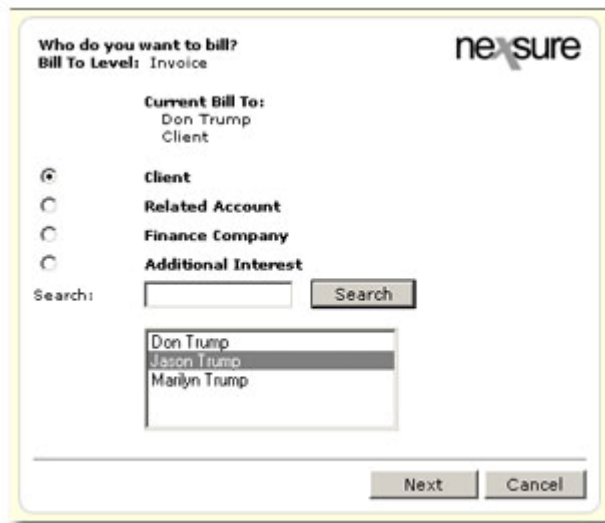 Who do you want to bill?
Bill To Level: Invoice
nexsure
Current Bill To:
Don Trump
Client
Client
Related Account
Finance Company
Additional Interest
Search:
Search
Don Trump
Jason Trump
Marilyn Trump
Next
Cancel